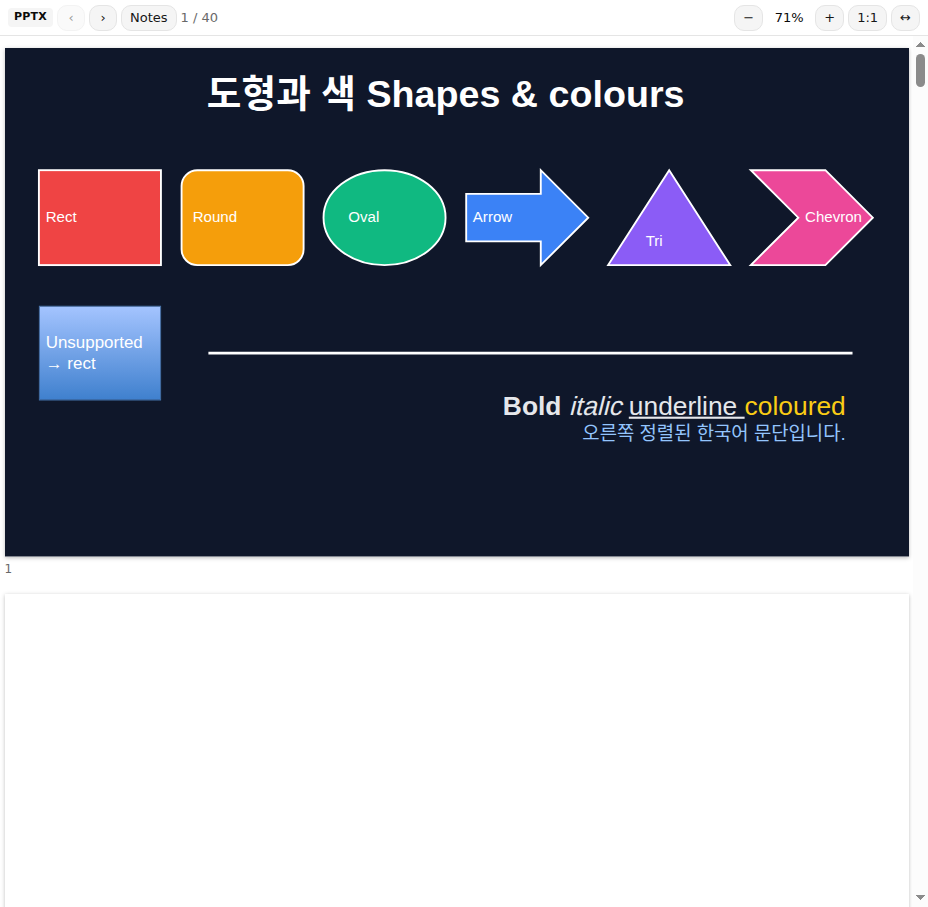 PPTX ‹ › Notes 1 / 40 − 71% + 1:1 ↔
도형과 색 Shapes & colours
Rect Round Oval Arrow Tri Chevron
Unsupported
→ rect
Bold italic underline coloured
오른쪽 정렬된 한국어 문단입니다.
1